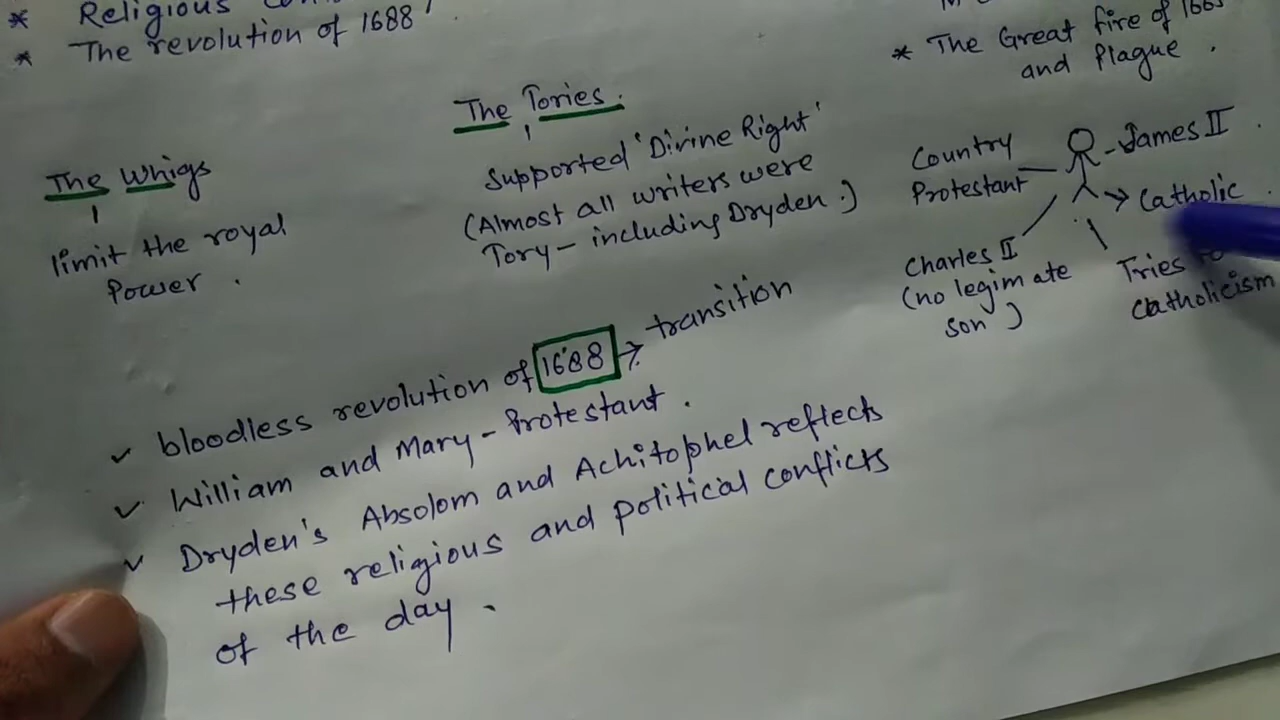 * Religious
* The revolution of 1688
* The Great fire of 166
and Plague .
The Tories .
Supported 'Divine Right'
(Almost all writers were
Tory - including Dryden .)
The Whigs
limit the royal
Power .
Country
Protestant
James II .
Catholic .
Charles II
(no legimate
son )
Tries to
Catholicism
bloodless revolution of 1688 → transition
William and Mary - Protestant .
Dryden's Absolom and Achitophel reflects
these religious and political conflicts
of the day .